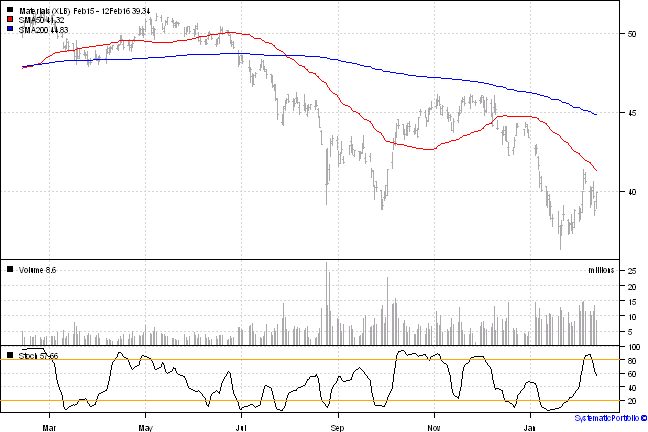 Materials (XLB) Feb15 - 12Feb16 39.34
SMA50 41.32
SMA200 44.83
50
45
40
Volume 8.6
millions
25
20
15
10
5
Stoch 57.66
100
80
60
40
20
Mar May Jul Sep Nov Jan
SystematicPortfolio ©